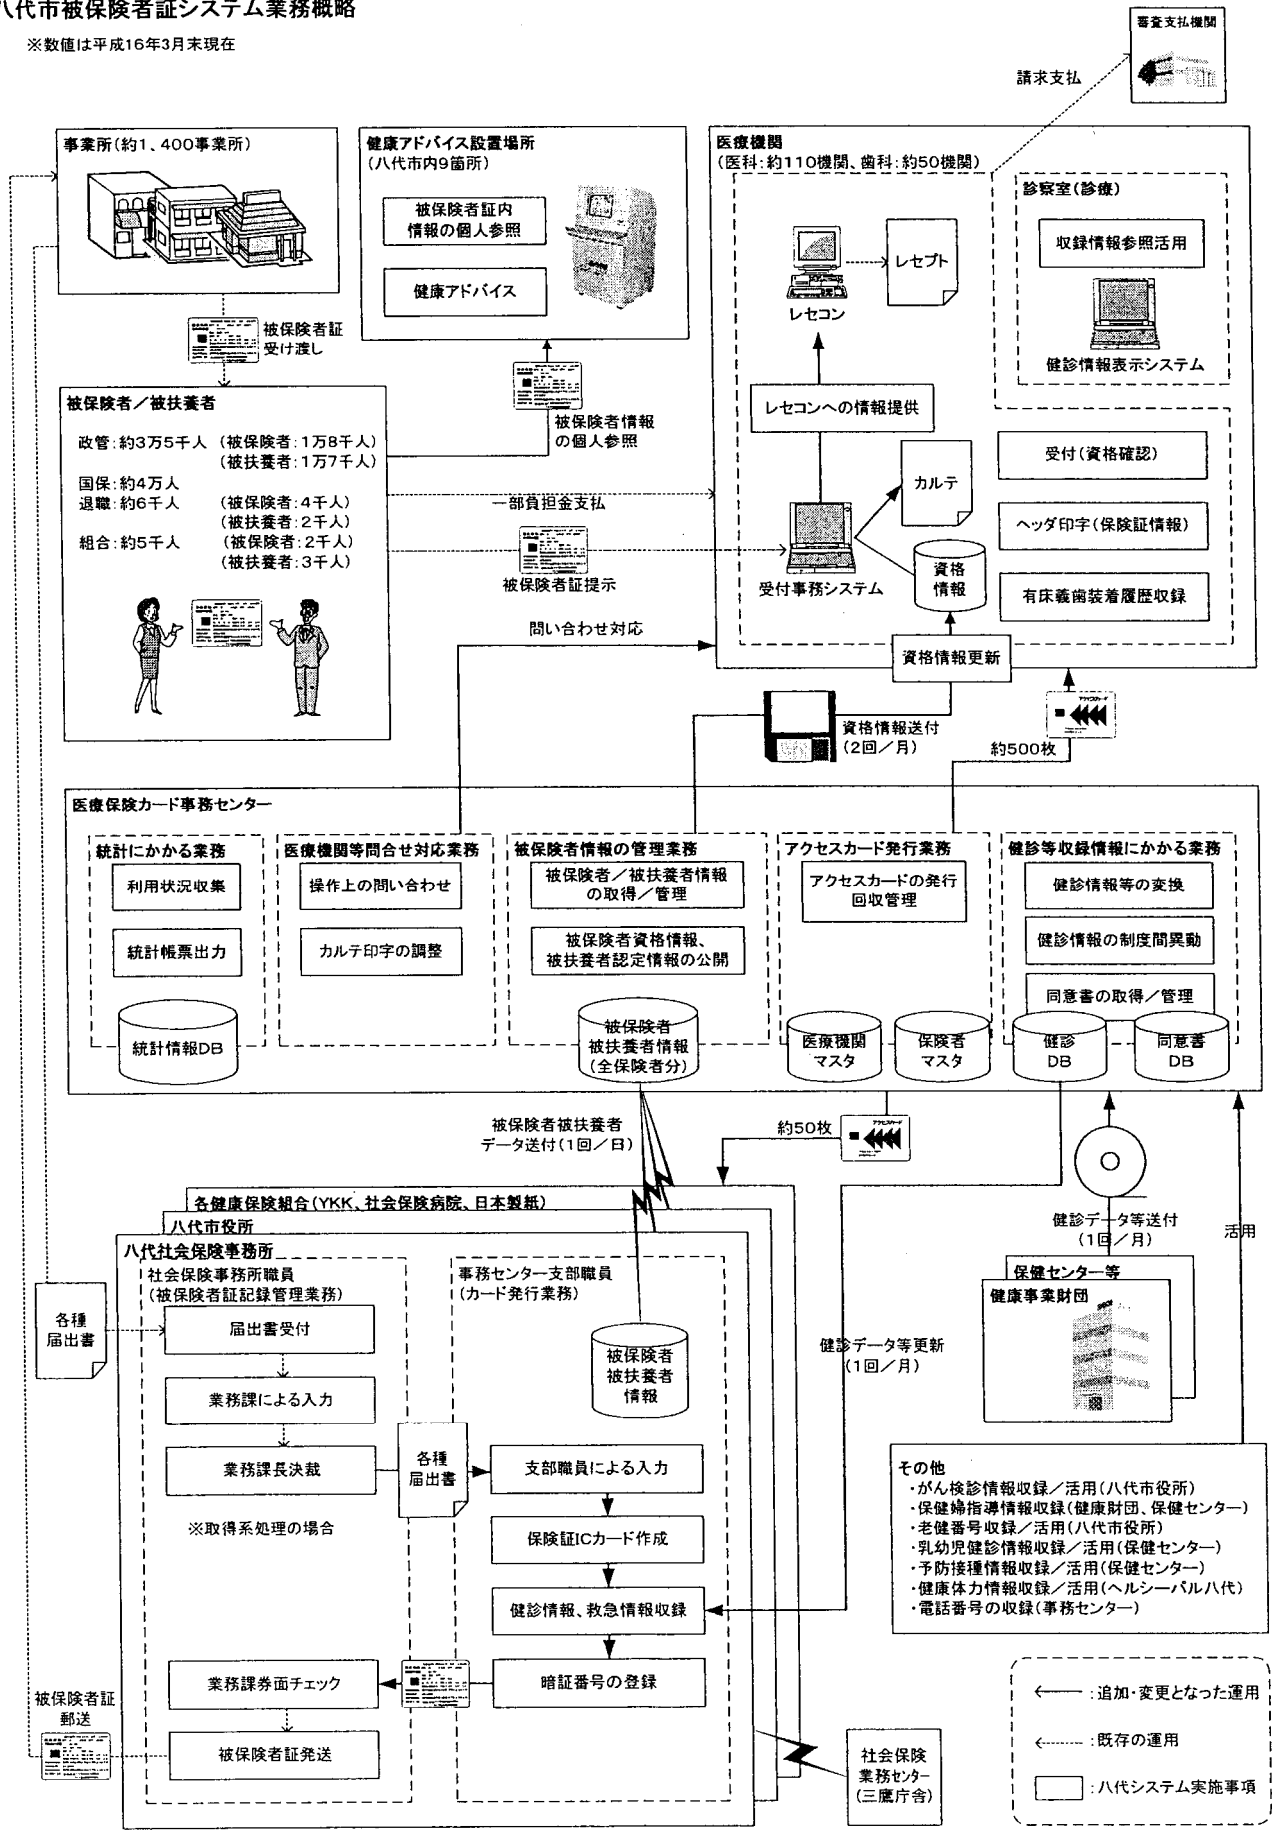 八代市被保険者証システム業務概略
※数値は平成16年3月末現在
審査支払機関
請求支払
事業所(約1、400事業所)
健康アドバイス設置場所
(八代市内9箇所)
被保険者証内
情報の個人参照
健康アドバイス
医療機関
(医科:約110機関、歯科:約50機関)
診察室(診療)
収録情報参照活用
健診情報表示システム
レセコン
レセプト
被保険者証
受け渡し
被保険者情報
の個人参照
被保険者/被扶養者
政管:約3万5千人 (被保険者:1万8千人)
(被扶養者:1万7千人)
国保:約4万人
退職:約6千人 (被保険者:4千人)
(被扶養者:2千人)
組合:約5千人 (被保険者:2千人)
(被扶養者:3千人)
一部負担金支払
被保険者証提示
レセコンへの情報提供
カルテ
受付事務システム
資格
情報
受付(資格確認)
ヘッダ印字(保険証情報)
有床義歯装着履歴収録
問い合わせ対応
資格情報更新
資格情報送付
(2回/月)
アクセスカード
約500枚
医療保険カード事務センター
統計にかかる業務
利用状況収集
統計帳票出力
統計情報DB
医療機関等問合せ対応業務
操作上の問い合わせ
カルテ印字の調整
被保険者情報の管理業務
被保険者/被扶養者情報
の取得/管理
被保険者資格情報、
被扶養者認定情報の公開
被保険者
被扶養者情報
(全保険者分)
アクセスカード発行業務
アクセスカードの発行
回収管理
医療機関
マスタ
保険者
マスタ
健診等収録情報にかかる業務
健診情報等の変換
健診情報の制度間異動
同意書の取得/管理
健診
DB
同意書
DB
被保険者被扶養者
データ送付(1回/日)
約50枚
アクセスカード
各健康保険組合(YKK、社会保険病院、日本製紙)
八代市役所
八代社会保険事務所
社会保険事務所職員
(被保険者証記録管理業務)
事務センター支部職員
(カード発行業務)
各種
届出書
届出書受付
業務課による入力
業務課長決裁
※取得系処理の場合
各種
届出書
被保険者
被扶養者
情報
支部職員による入力
保険証ICカード作成
健診情報、救急情報収録
暗証番号の登録
業務課券面チェック
被保険者証発送
被保険者証
郵送
健診データ等送付
(1回/月)
活用
保健センター等
健康事業財団
健診データ等更新
(1回/月)
その他
・がん検診情報収録/活用(八代市役所)
・保健婦指導情報収録(健康財団、保健センター)
・老健番号収録/活用(八代市役所)
・乳幼児健診情報収録/活用(保健センター)
・予防接種情報収録/活用(保健センター)
・健康体力情報収録/活用(ヘルシーパル八代)
・電話番号の収録(事務センター)
社会保険
業務センター
(三鷹庁舎)
:追加・変更となった運用
:既存の運用
:八代システム実施事項